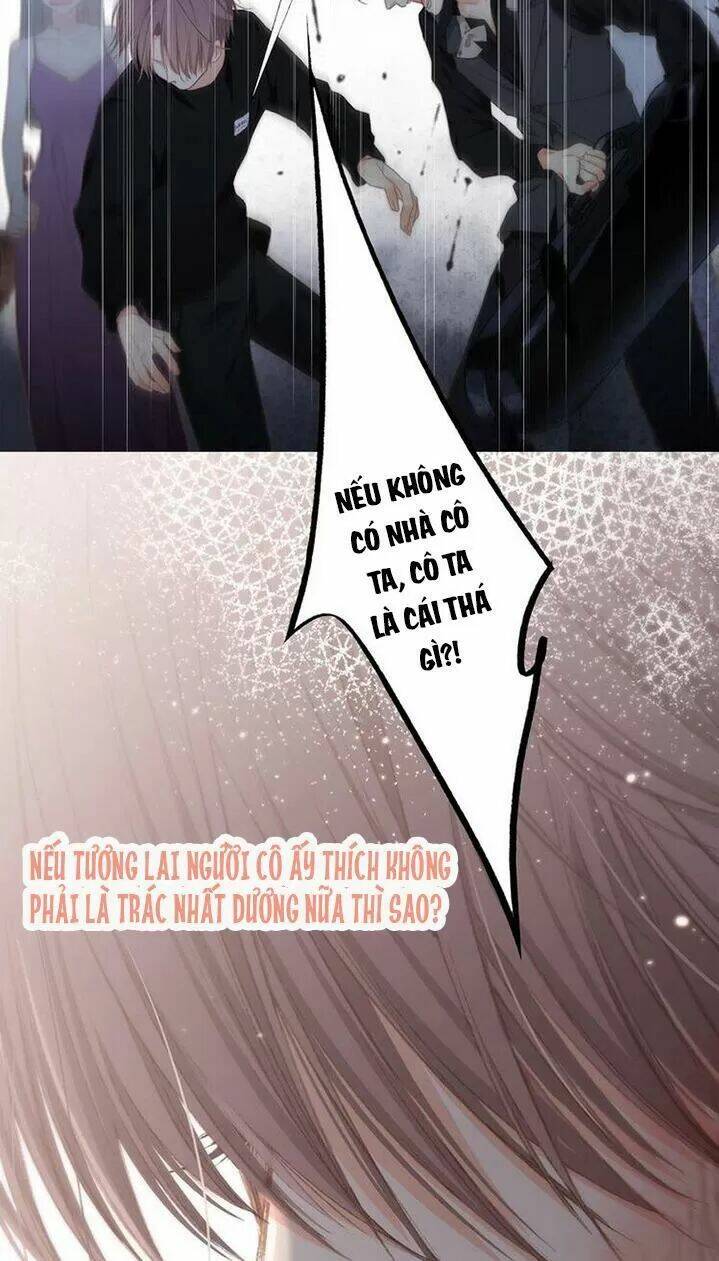 NẾU KHÔNG
CÓ NHÀ CÔ
TA, CÔ TA
LÀ CÁI THÁ
GÌ?!
NẾU TƯƠNG LAI NGƯỜI CÔ ẤY THÍCH KHÔNG
PHẢI LÀ TRÁC NHẤT DƯƠNG NỮA THÌ SAO?